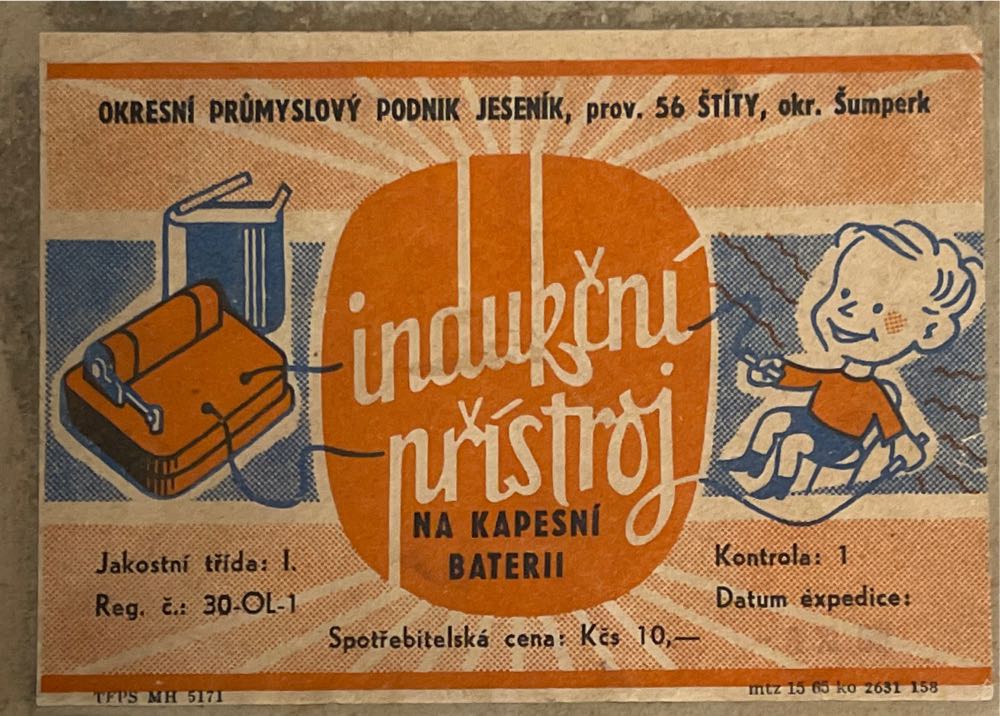 OKRESNÍ PRŮMYSLOVÝ PODNIK JESENÍK, prov. 56 ŠTÍTY, okr. Šumperk
indukční
přístroj
NA KAPESNÍ
BATERII
Jakostní třída: I.
Reg. č.: 30-OL-1
Kontrola: 1
Datum expedice:
Spotřebitelská cena: Kčs 10,—
TFPS MH 5171
mtz 15 65 ko 2631 158